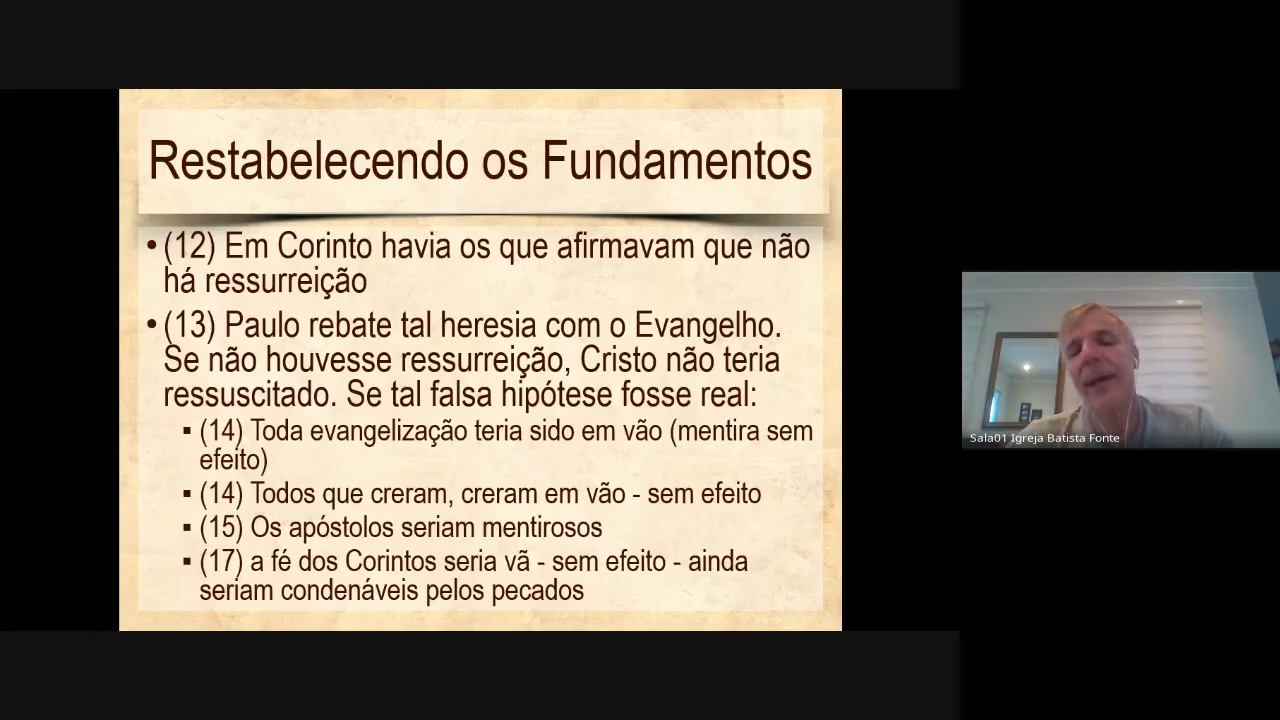 Restabelecendo os Fundamentos
• (12) Em Corinto havia os que afirmavam que não
há ressurreição
• (13) Paulo rebate tal heresia com o Evangelho.
Se não houvesse ressurreição, Cristo não teria
ressuscitado. Se tal falsa hipótese fosse real:
▪ (14) Toda evangelização teria sido em vão (mentira sem
efeito)
▪ (14) Todos que creram, creram em vão - sem efeito
▪ (15) Os apóstolos seriam mentirosos
▪ (17) a fé dos Corintos seria vã - sem efeito - ainda
seriam condenáveis pelos pecados
Sala01 Igreja Batista Fonte